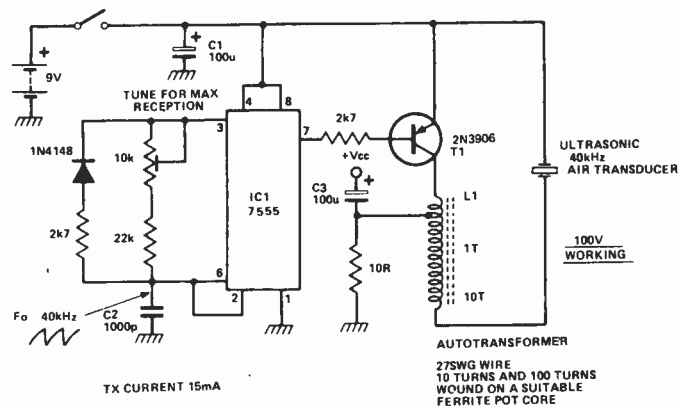 +
9V
+
C1
100u
TUNE FOR MAX
RECEPTION
4
8
3
7
2k7
+Vcc
2N3906
T1
1N4148
10k
IC1
7555
C3
100u
+
L1
ULTRASONIC
40kHz
AIR TRANSDUCER
2k7
22k
10R
1T
100V
WORKING
6
2
1
10T
Fo 40kHz
C2
1000p
AUTOTRANSFORMER
27SWG WIRE
10 TURNS AND 100 TURNS
WOUND ON A SUITABLE
FERRITE POT CORE
TX CURRENT 15mA